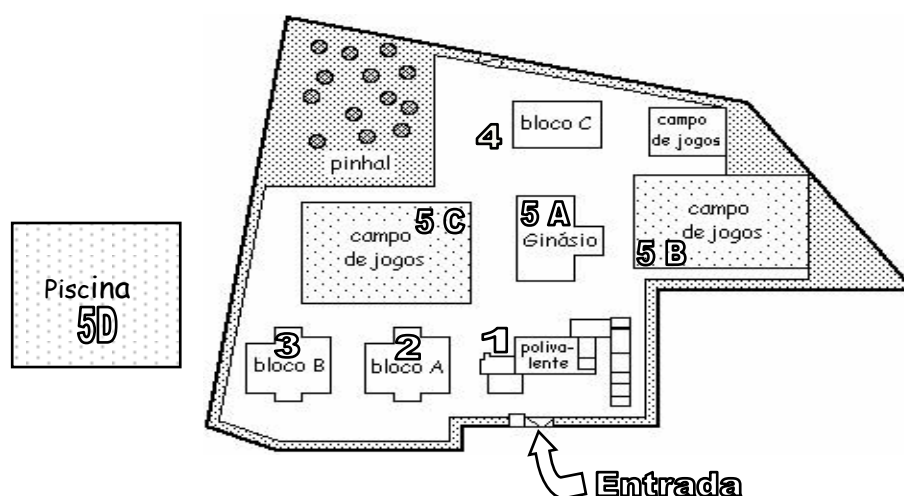 pinhal
4
bloco C
campo
de jogos
5 C
campo
de jogos
5 A
Ginásio
campo
de jogos
5 B
Piscina
5D
3
bloco B
2
bloco A
1
poliva-
lente
Entrada